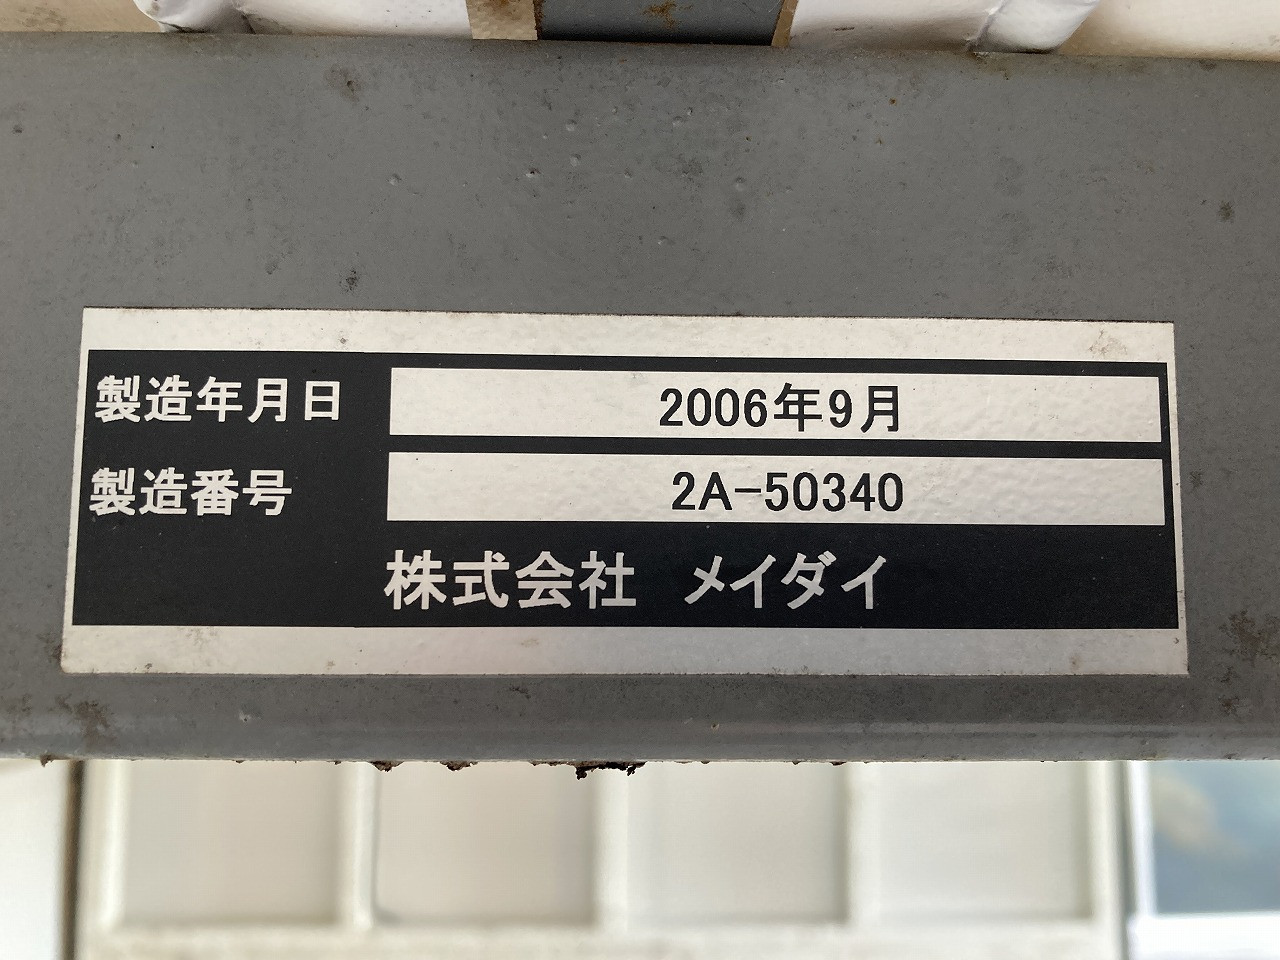 製造年月日 2006年9月
製造番号 2A-50340
株式会社 メイダイ